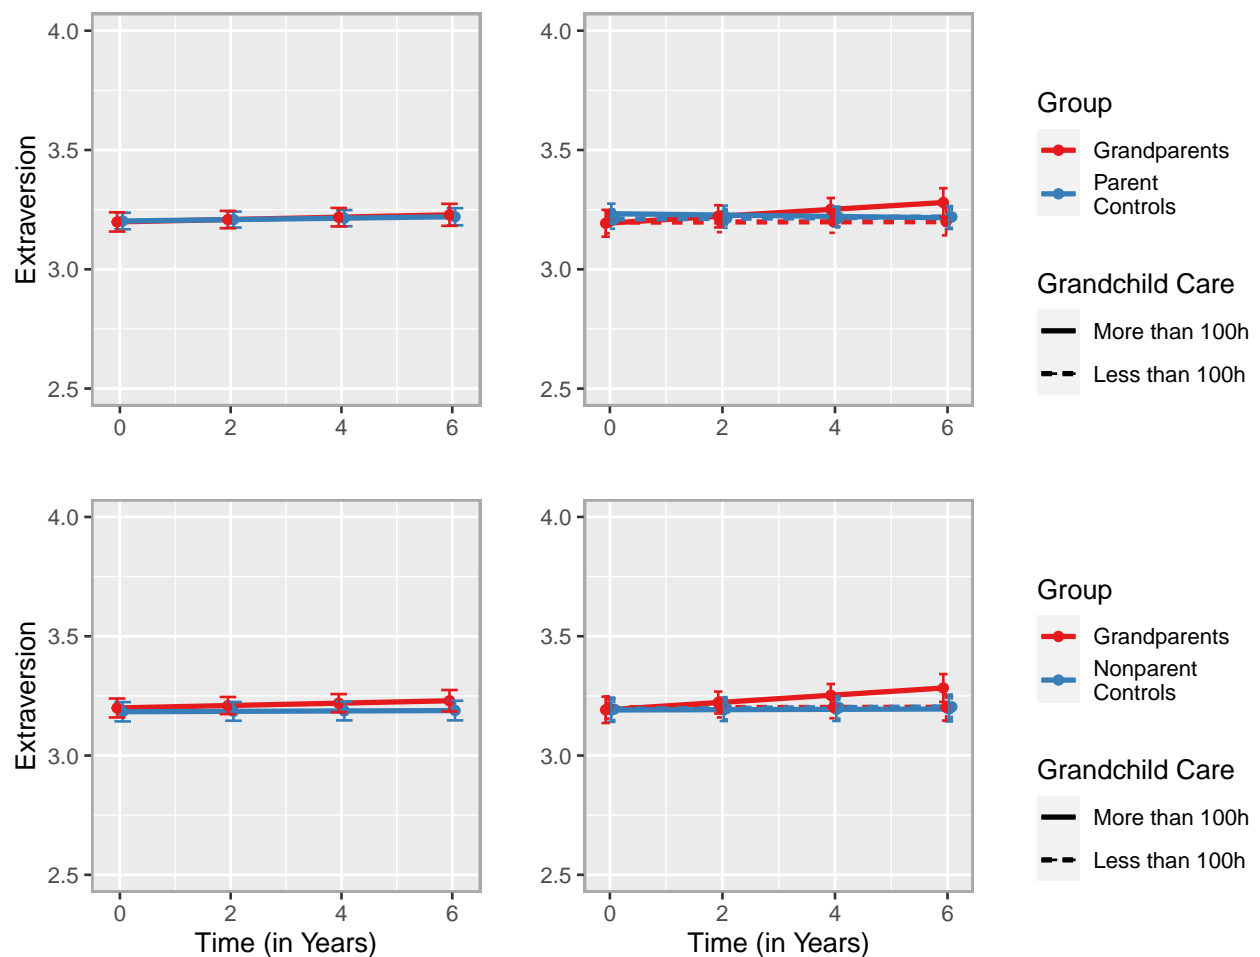 4.0
3.5
3.0
2.5
Extraversion
0 2 4 6
4.0
3.5
3.0
2.5
0 2 4 6
Group
Grandparents
Parent
Controls
Grandchild Care
More than 100h
Less than 100h
4.0
3.5
3.0
2.5
Extraversion
0 2 4 6
Time (in Years)
4.0
3.5
3.0
2.5
0 2 4 6
Time (in Years)
Group
Grandparents
Nonparent
Controls
Grandchild Care
More than 100h
Less than 100h